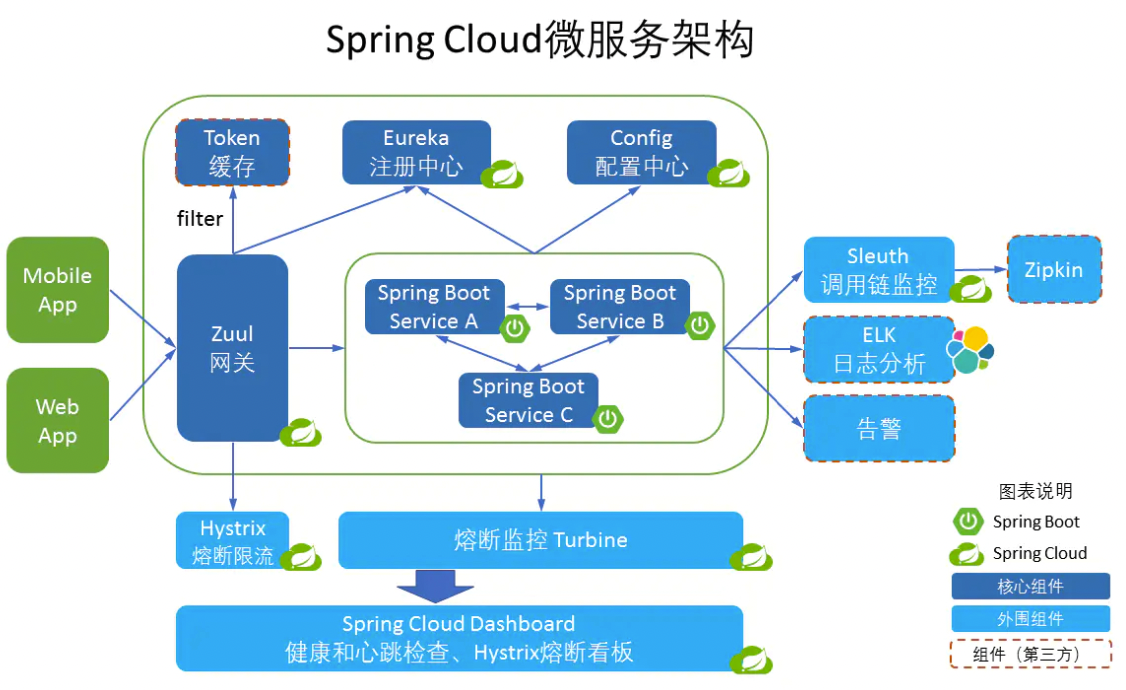 Spring Cloud微服务架构
Token
缓存
Eureka
注册中心
Config
配置中心
filter
Mobile
App
Web
App
Zuul
网关
Spring Boot
Service A
Spring Boot
Service B
Spring Boot
Service C
Sleuth
调用链监控
Zipkin
ELK
日志分析
告警
Hystrix
熔断限流
熔断监控 Turbine
Spring Cloud Dashboard
健康和心跳检查、Hystrix熔断看板
图表说明
Spring Boot
Spring Cloud
核心组件
外围组件
组件（第三方）